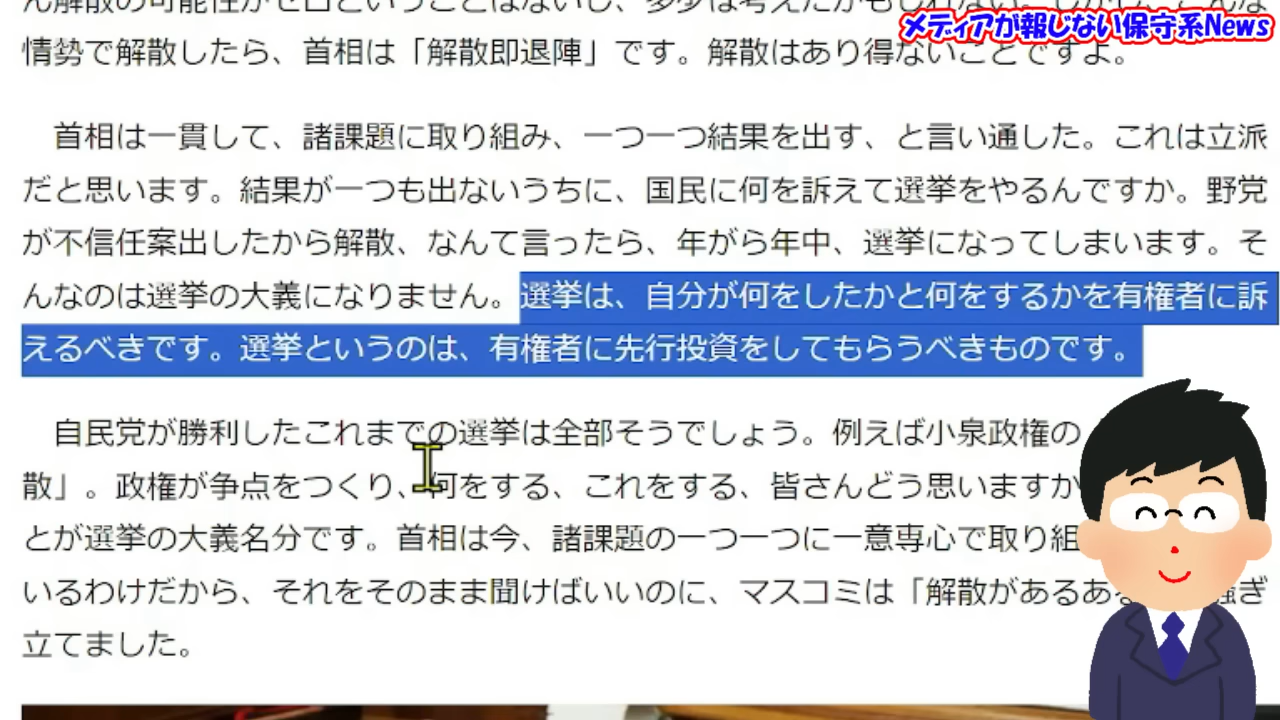 メディアが報じない保守系News
情勢で解散したら、首相は「解散即退陣」です。解散はあり得ないことですよ。
首相は一貫して、諸課題に取り組み、一つ一つ結果を出す、と言い通した。これは立派
だと思います。結果が一つも出ないうちに、国民に何を訴えて選挙をやるんですか。野党
が不信任案出したから解散、なんて言ったら、年がら年中、選挙になってしまいます。そ
んなのは選挙の大義になりません。選挙は、自分が何をしたかと何をするかを有権者に訴
えるべきです。選挙というのは、有権者に先行投資をしてもらうべきものです。
自民党が勝利したこれまでの選挙は全部そうでしょう。例えば小泉政権の
散」。政権が争点をつくり、何をする、これをする、皆さんどう思いますか
とが選挙の大義名分です。首相は今、諸課題の一つ一つに一意専心で取り組
いるわけだから、それをそのまま聞けばいいのに、マスコミは「解散があるあ
立てました。